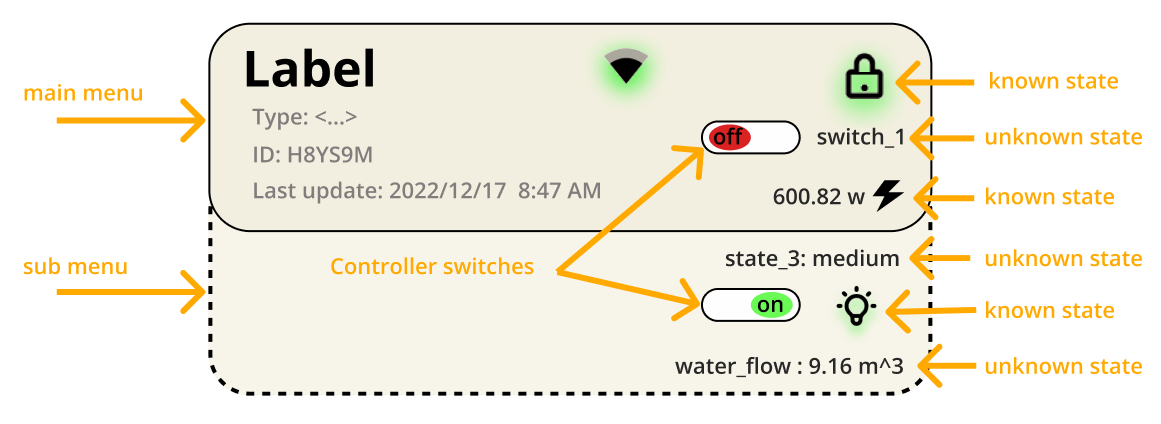 Label
main menu
known state
Type: <...>
off
switch_1
unknown state
ID: H8YS9M
Last update: 2022/12/17  8:47 AM
600.82 w
known state
state_3: medium
unknown state
sub menu
Controller switches
on
known state
water_flow : 9.16 m^3
unknown state